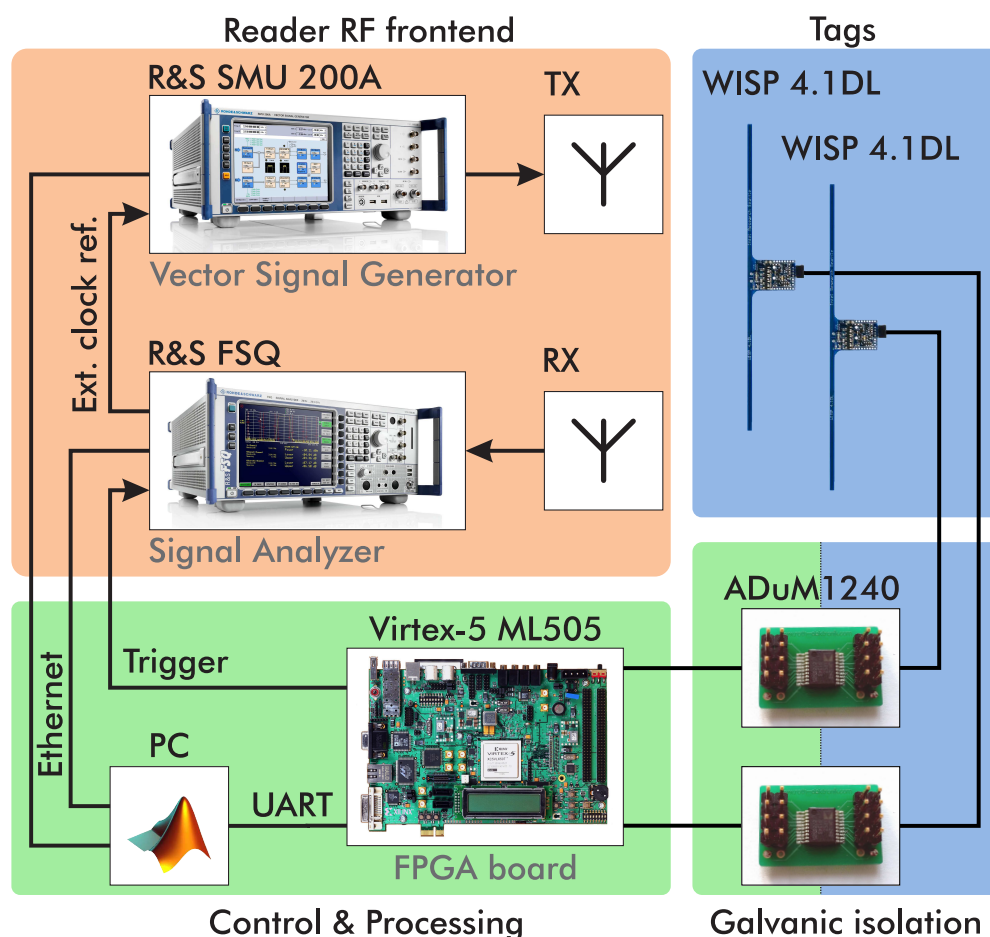 Reader RF frontend
Tags
R&S SMU 200A
TX
Vector Signal Generator
Ext. clock ref.
R&S FSQ
RX
Signal Analyzer
WISP 4.1DL
WISP 4.1DL
ADuM1240
Virtex-5 ML505
Trigger
Ethernet
PC
UART
FPGA board
Control & Processing
Galvanic isolation